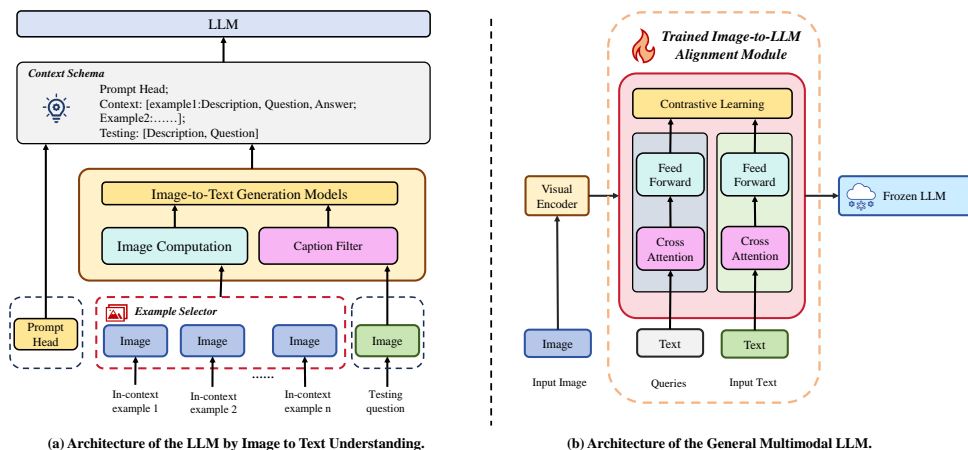 LLM
Context Schema
Prompt Head;
Context: [example1:Description, Question, Answer;
Example2:……];
Testing: [Description, Question]
Image-to-Text Generation Models
Image Computation
Caption Filter
Prompt
Head
Example Selector
Image
Image
Image
Image
......
In-context
example 1
In-context
example 2
In-context
example n
Testing
question
(a) Architecture of the LLM by Image to Text Understanding.
Trained Image-to-LLM
Alignment Module
Contrastive Learning
Feed
Forward
Feed
Forward
Visual
Encoder
Frozen LLM
Cross
Attention
Cross
Attention
Image
Text
Text
Input Image
Queries
Input Text
(b) Architecture of the General Multimodal LLM.